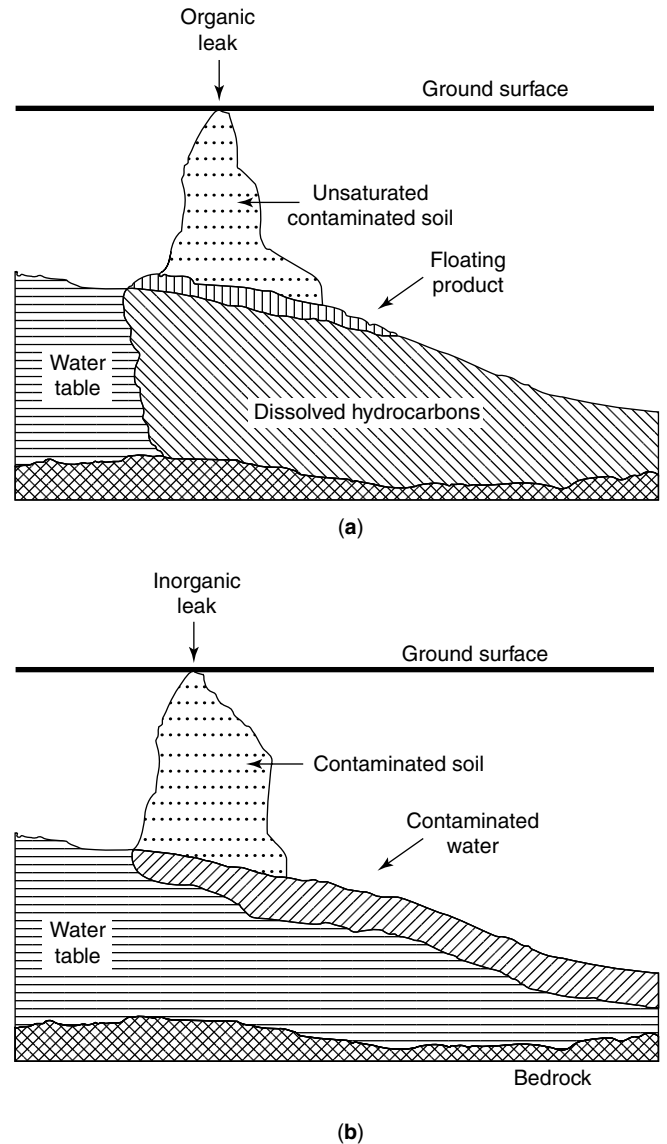 Organic
leak
Ground surface
Unsaturated
contaminated soil
Floating
product
Water
table
Dissolved hydrocarbons
(a)
Inorganic
leak
Ground surface
Contaminated soil
Contaminated
water
Water
table
Bedrock
(b)